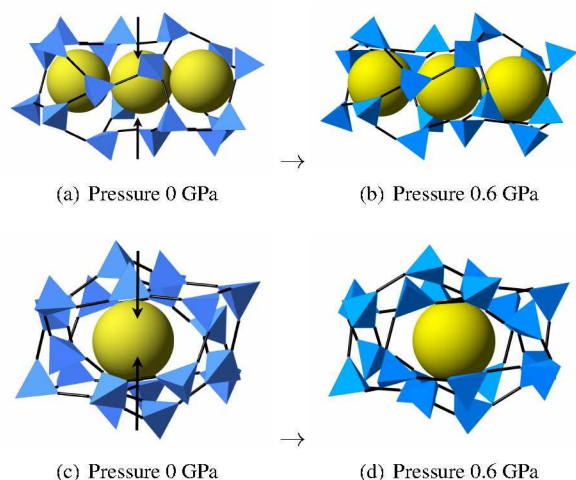 (a) Pressure 0 GPa
→
(b) Pressure 0.6 GPa
(c) Pressure 0 GPa
→
(d) Pressure 0.6 GPa